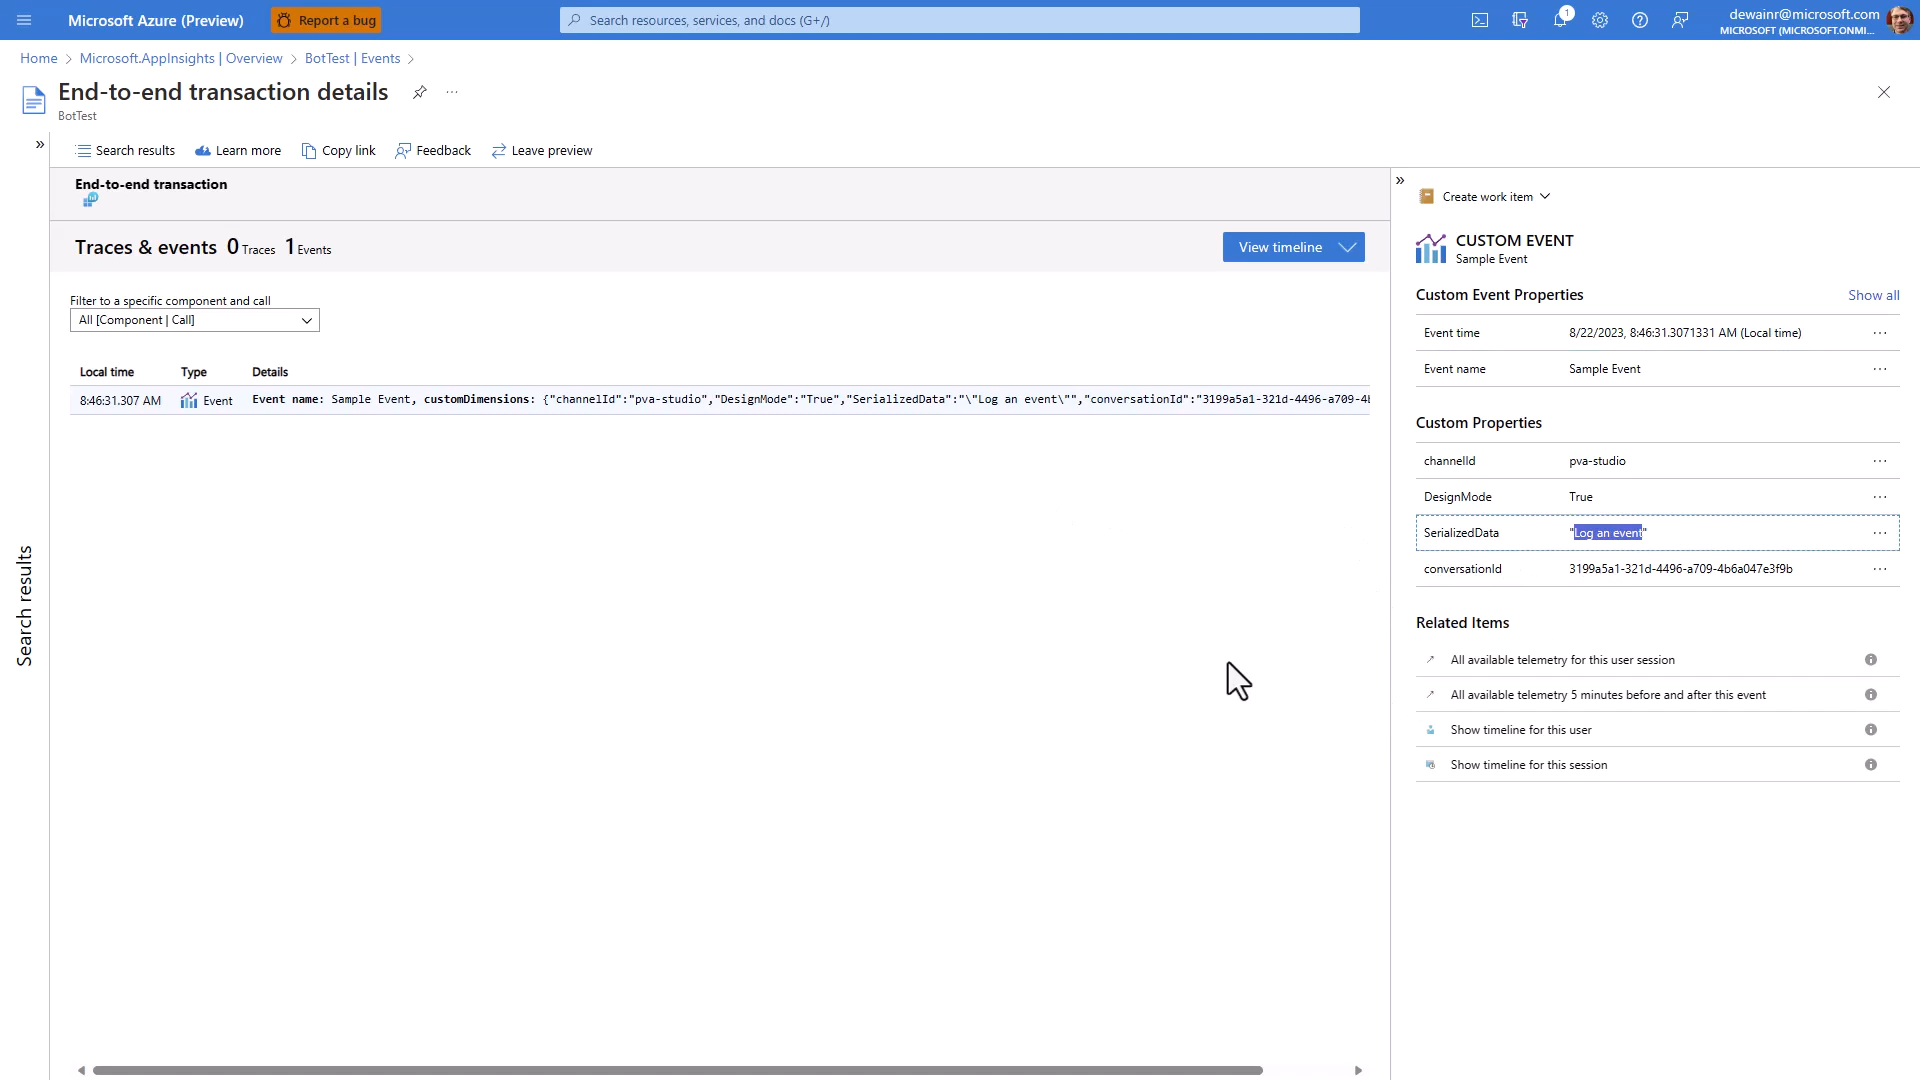 Microsoft Azure (Preview)
Report a bug
Search resources, services, and docs (G+/)
1
dewainr@microsoft.com
MICROSOFT (MICROSOFT.ONMI...
Home
Microsoft.AppInsights | Overview
BotTest | Events
End-to-end transaction details
...
BotTest
Search results
Learn more
Copy link
Feedback
Leave preview
End-to-end transaction
Traces & events 0 Traces 1 Events
View timeline
Filter to a specific component and call
All [Component | Call]
Local time Type Details
8:46:31.307 AM Event Event name: Sample Event, customDimensions: {"channelId":"pva-studio","DesignMode":"True","SerializedData":"\"Log an event\"","conversationId":"3199a5a1-321d-4496-a709-4b
Search results
Create work item
CUSTOM EVENT
Sample Event
Custom Event Properties Show all
Event time 8/22/2023, 8:46:31.3071331 AM (Local time) ...
Event name Sample Event ...
Custom Properties
channelId pva-studio ...
DesignMode True ...
SerializedData "Log an event" ...
conversationId 3199a5a1-321d-4496-a709-4b6a047e3f9b ...
Related Items
All available telemetry for this user session
All available telemetry 5 minutes before and after this event
Show timeline for this user
Show timeline for this session